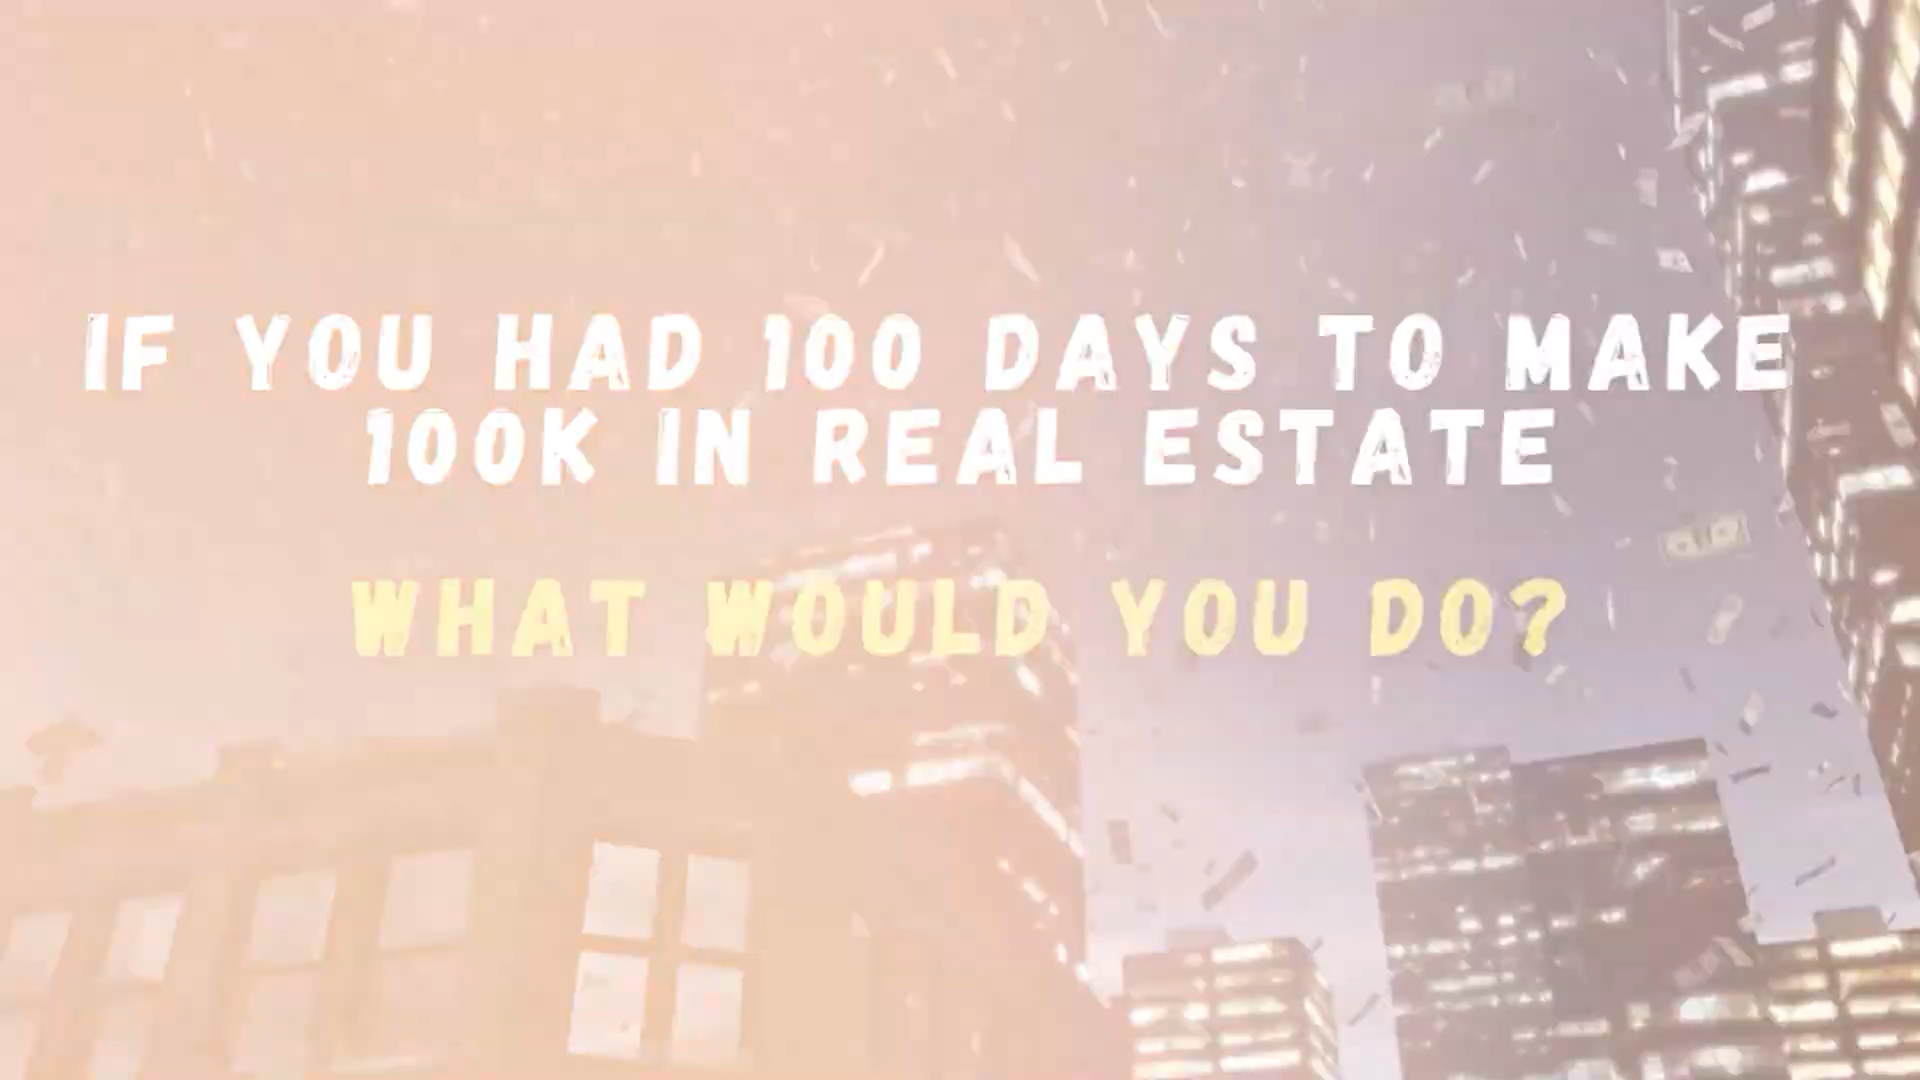 IF YOU HAD 100 DAYS TO MAKE
100K IN REAL ESTATE
WHAT WOULD YOU DO?